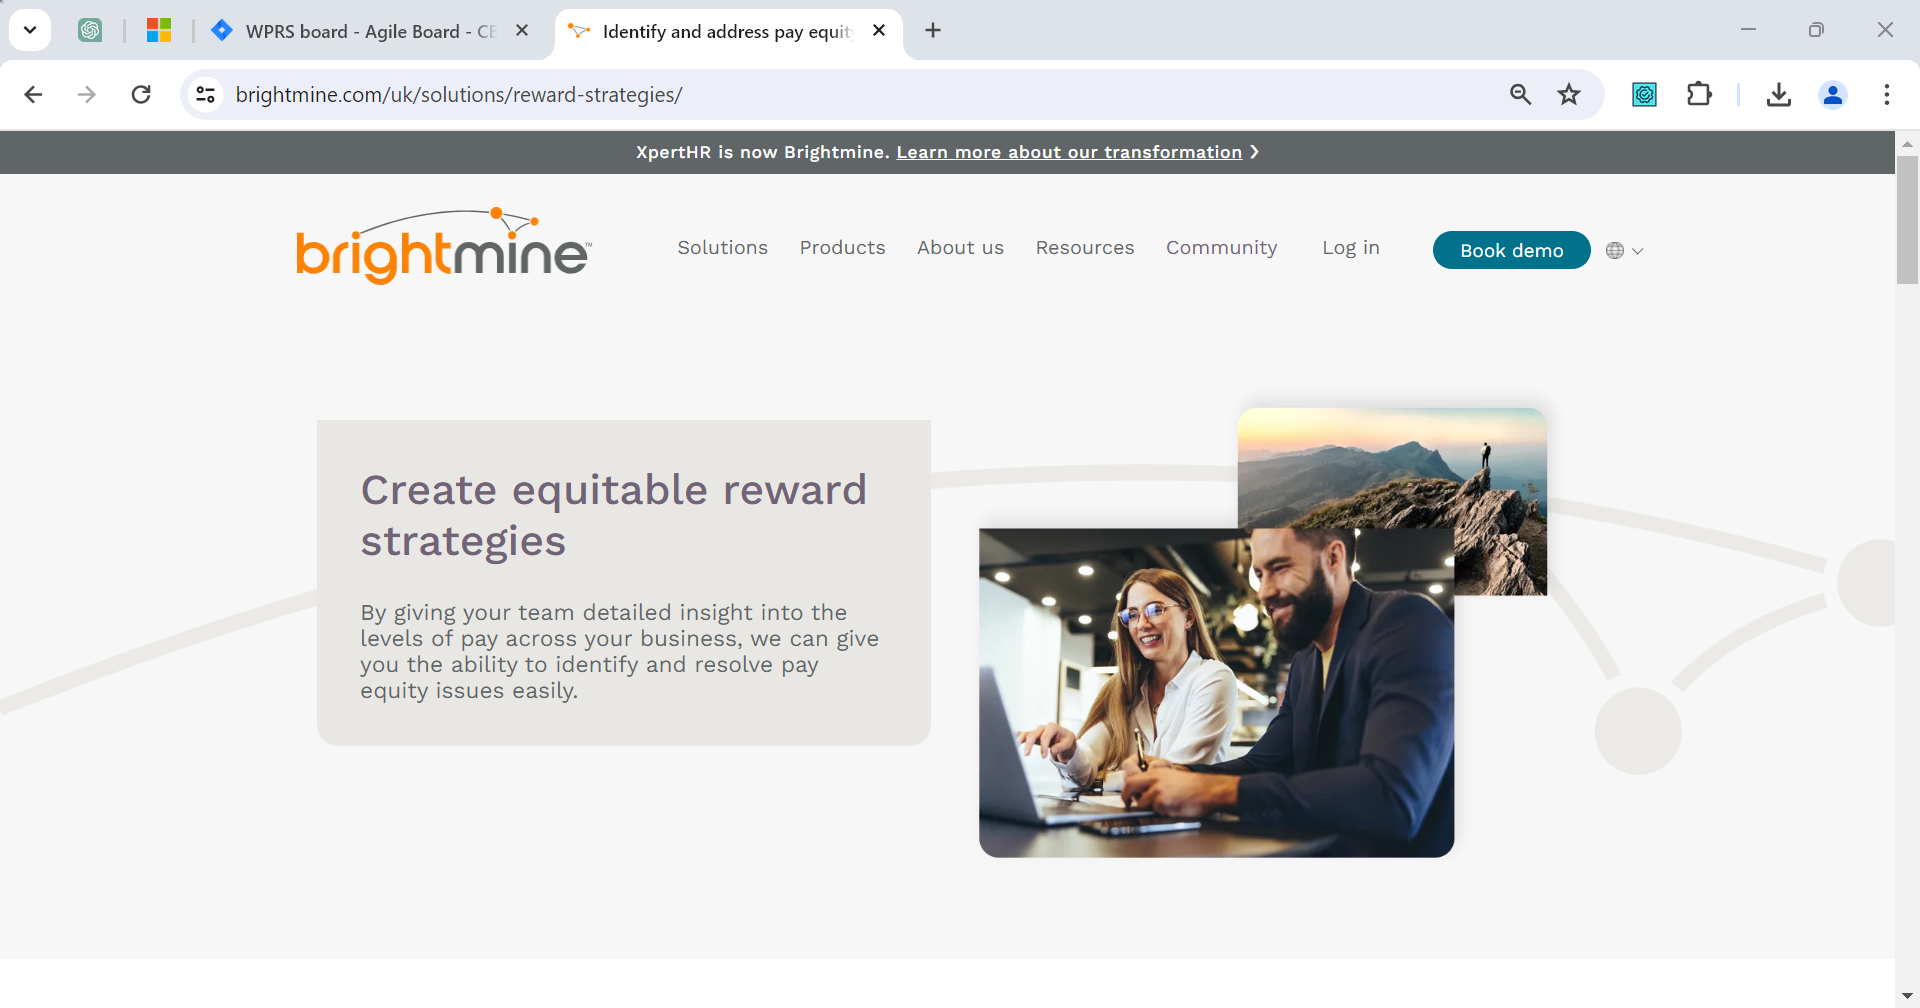 WPRS board - Agile Board - CE
Identify and address pay equit
brightmine.com/uk/solutions/reward-strategies/
XpertHR is now Brightmine. Learn more about our transformation ❯
brightmine™
Solutions Products About us Resources Community Log in Book demo
Create equitable reward
strategies
By giving your team detailed insight into the
levels of pay across your business, we can give
you the ability to identify and resolve pay
equity issues easily.